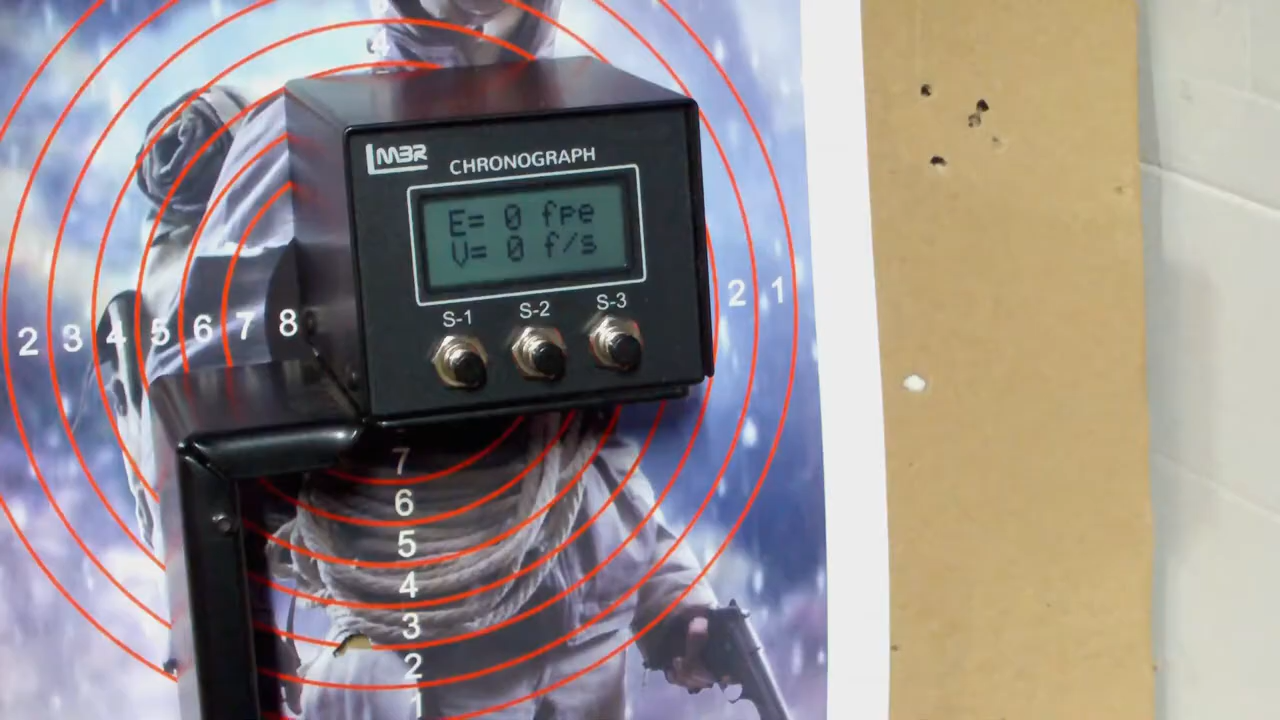 LMBR
CHRONOGRAPH
E= 0 fpe
V= 0 f/s
S-1 S-2 S-3
2 3 4 5 6 7 8
2 1
7
6
5
4
3
2
1